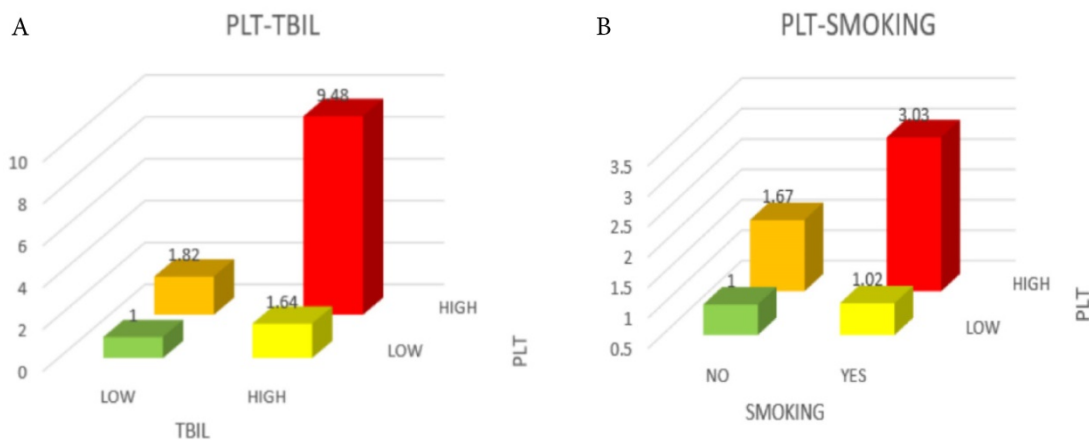 A
PLT-TBIL
10
8
6
4
2
0
9.48
1.82
1
1.64
HIGH
LOW
PLT
LOW
HIGH
TBIL
B
PLT-SMOKING
3.5
3
2.5
2
1.5
1
0.5
3.03
1.67
1
1.02
HIGH
LOW
PLT
NO
YES
SMOKING